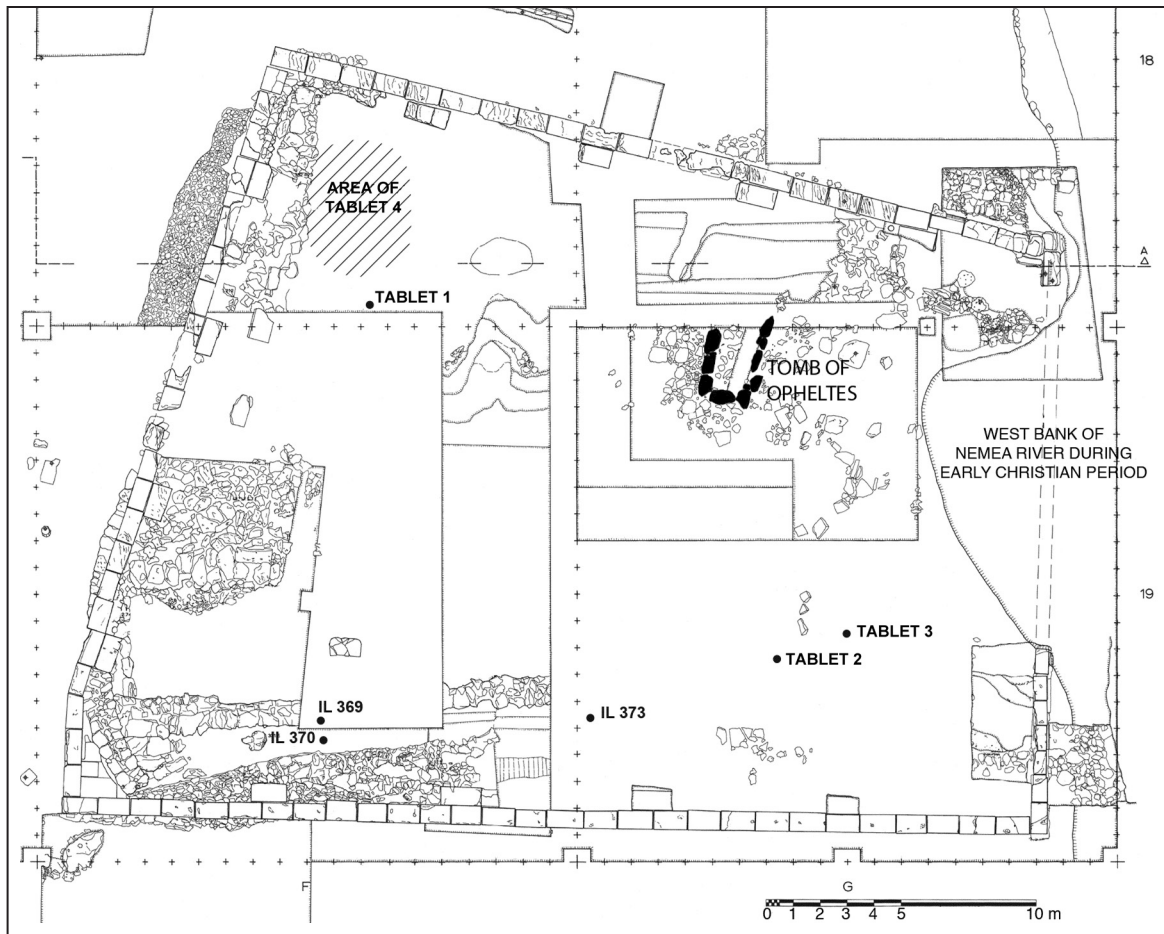 18
AREA OF
TABLET 4
A
TABLET 1
TOMB OF
OPHELTES
WEST BANK OF
NEMEA RIVER DURING
EARLY CHRISTIAN PERIOD
19
TABLET 3
TABLET 2
IL 369
IL 373
IL 370
F
G
0 1 2 3 4 5 10 m